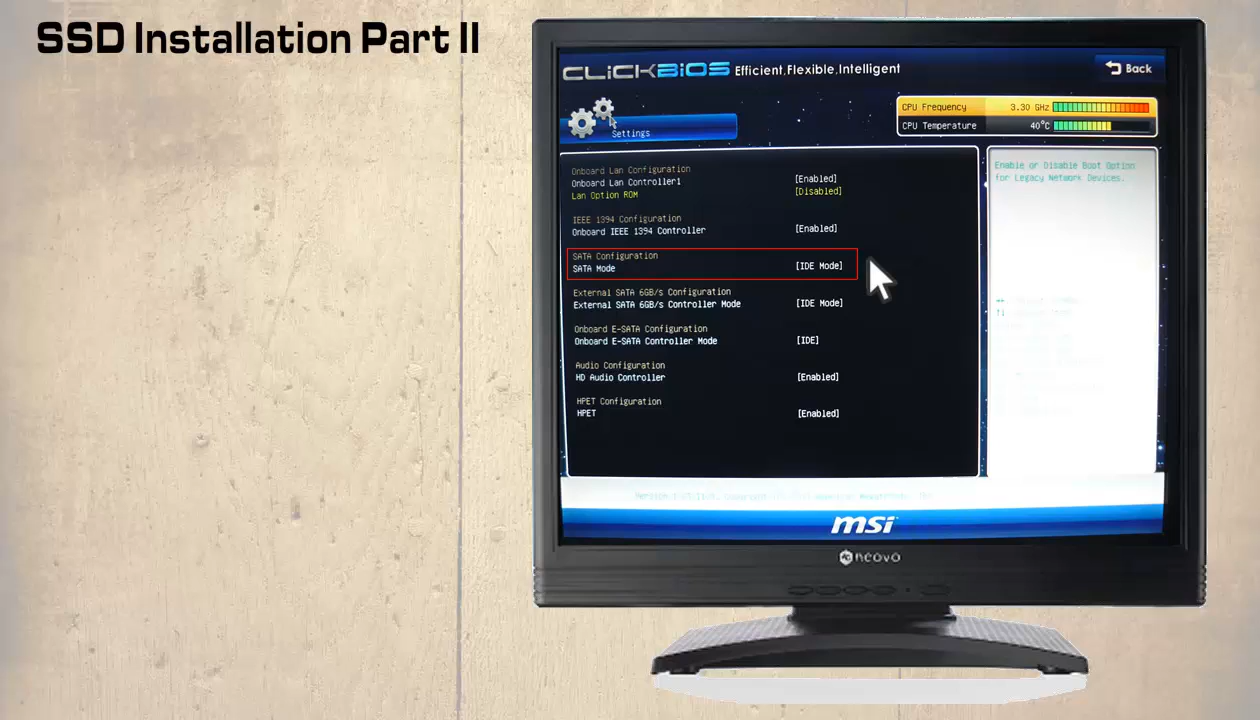 SSD Installation Part II
CLiCKBiOS Efficient,Flexible,Intelligent
Back
Settings
CPU Frequency 3.30 GHz
CPU Temperature 40°C
Onboard Lan Configuration
Onboard Lan Controller1 [Enabled]
Lan Option ROM [Disabled]
IEEE 1394 Configuration
Onboard IEEE 1394 Controller [Enabled]
SATA Configuration
SATA Mode [IDE Mode]
External SATA 6GB/s Configuration
External SATA 6GB/s Controller Mode [IDE Mode]
Onboard E-SATA Configuration
Onboard E-SATA Controller Mode [IDE]
Audio Configuration
HD Audio Controller [Enabled]
HPET Configuration
HPET [Enabled]
Enable or Disable Boot Option
for Legacy Network Devices.
msi
neovo